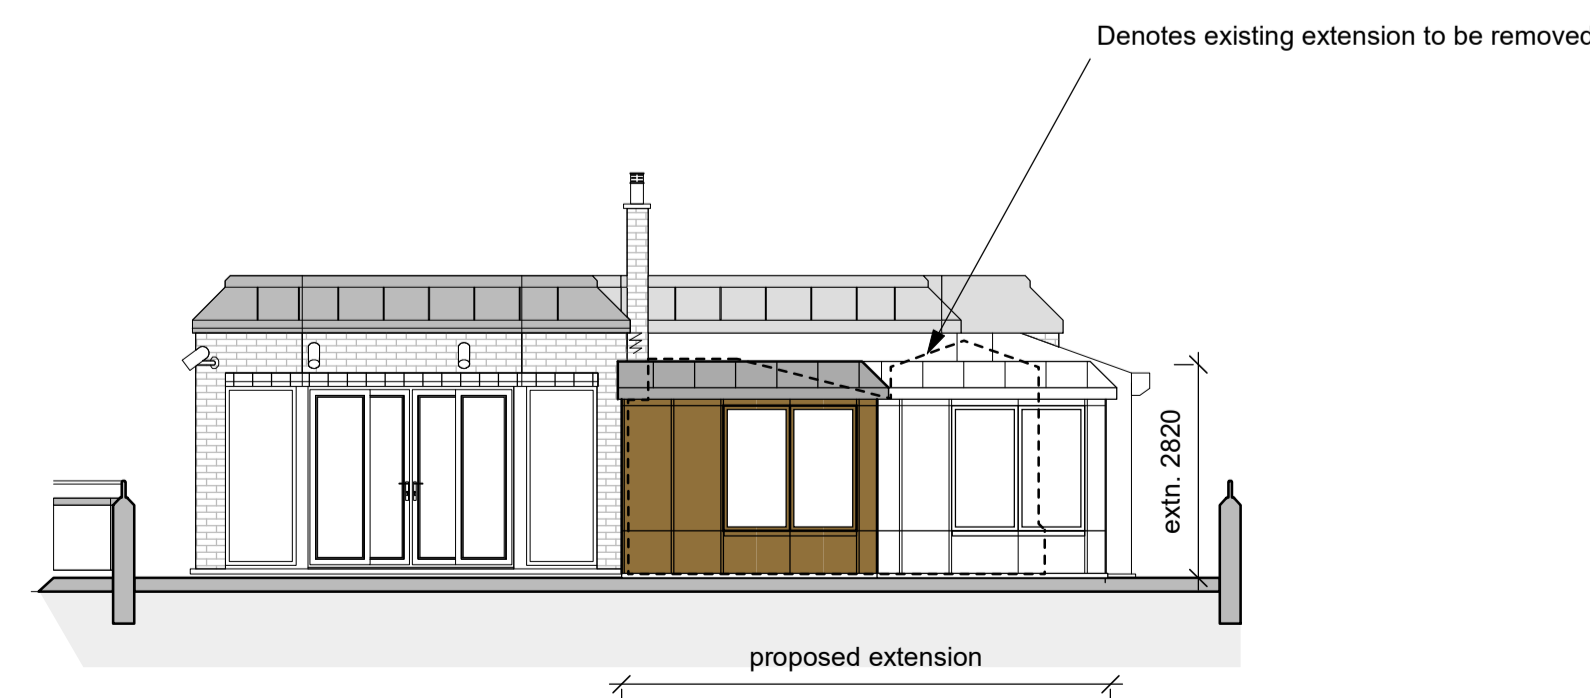 Denotes existing extension to be removed
extn. 2820
proposed extension